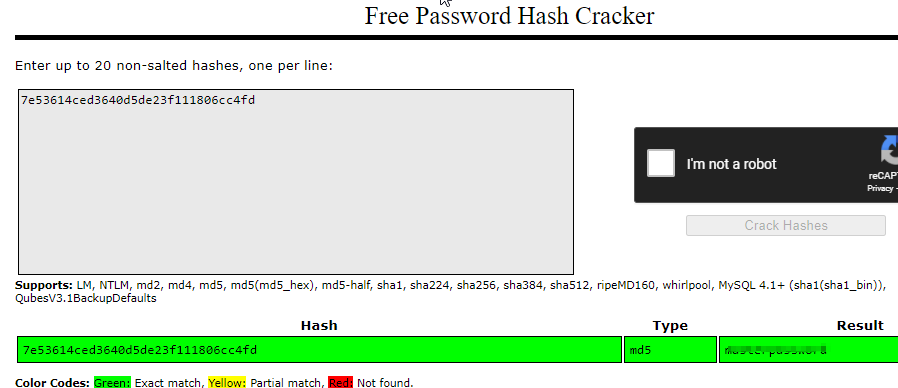 Free Password Hash Cracker
Enter up to 20 non-salted hashes, one per line:
7e53614ced3640d5de23f111806cc4fd
I'm not a robot
reCAP
Privacy -
Crack Hashes
Supports: LM, NTLM, md2, md4, md5, md5(md5_hex), md5-half, sha1, sha224, sha256, sha384, sha512, ripeMD160, whirlpool, MySQL 4.1+ (sha1(sha1_bin)),
QubesV3.1BackupDefaults
Hash Type Result
7e53614ced3640d5de23f111806cc4fd md5
Color Codes: Green: Exact match, Yellow: Partial match, Red: Not found.